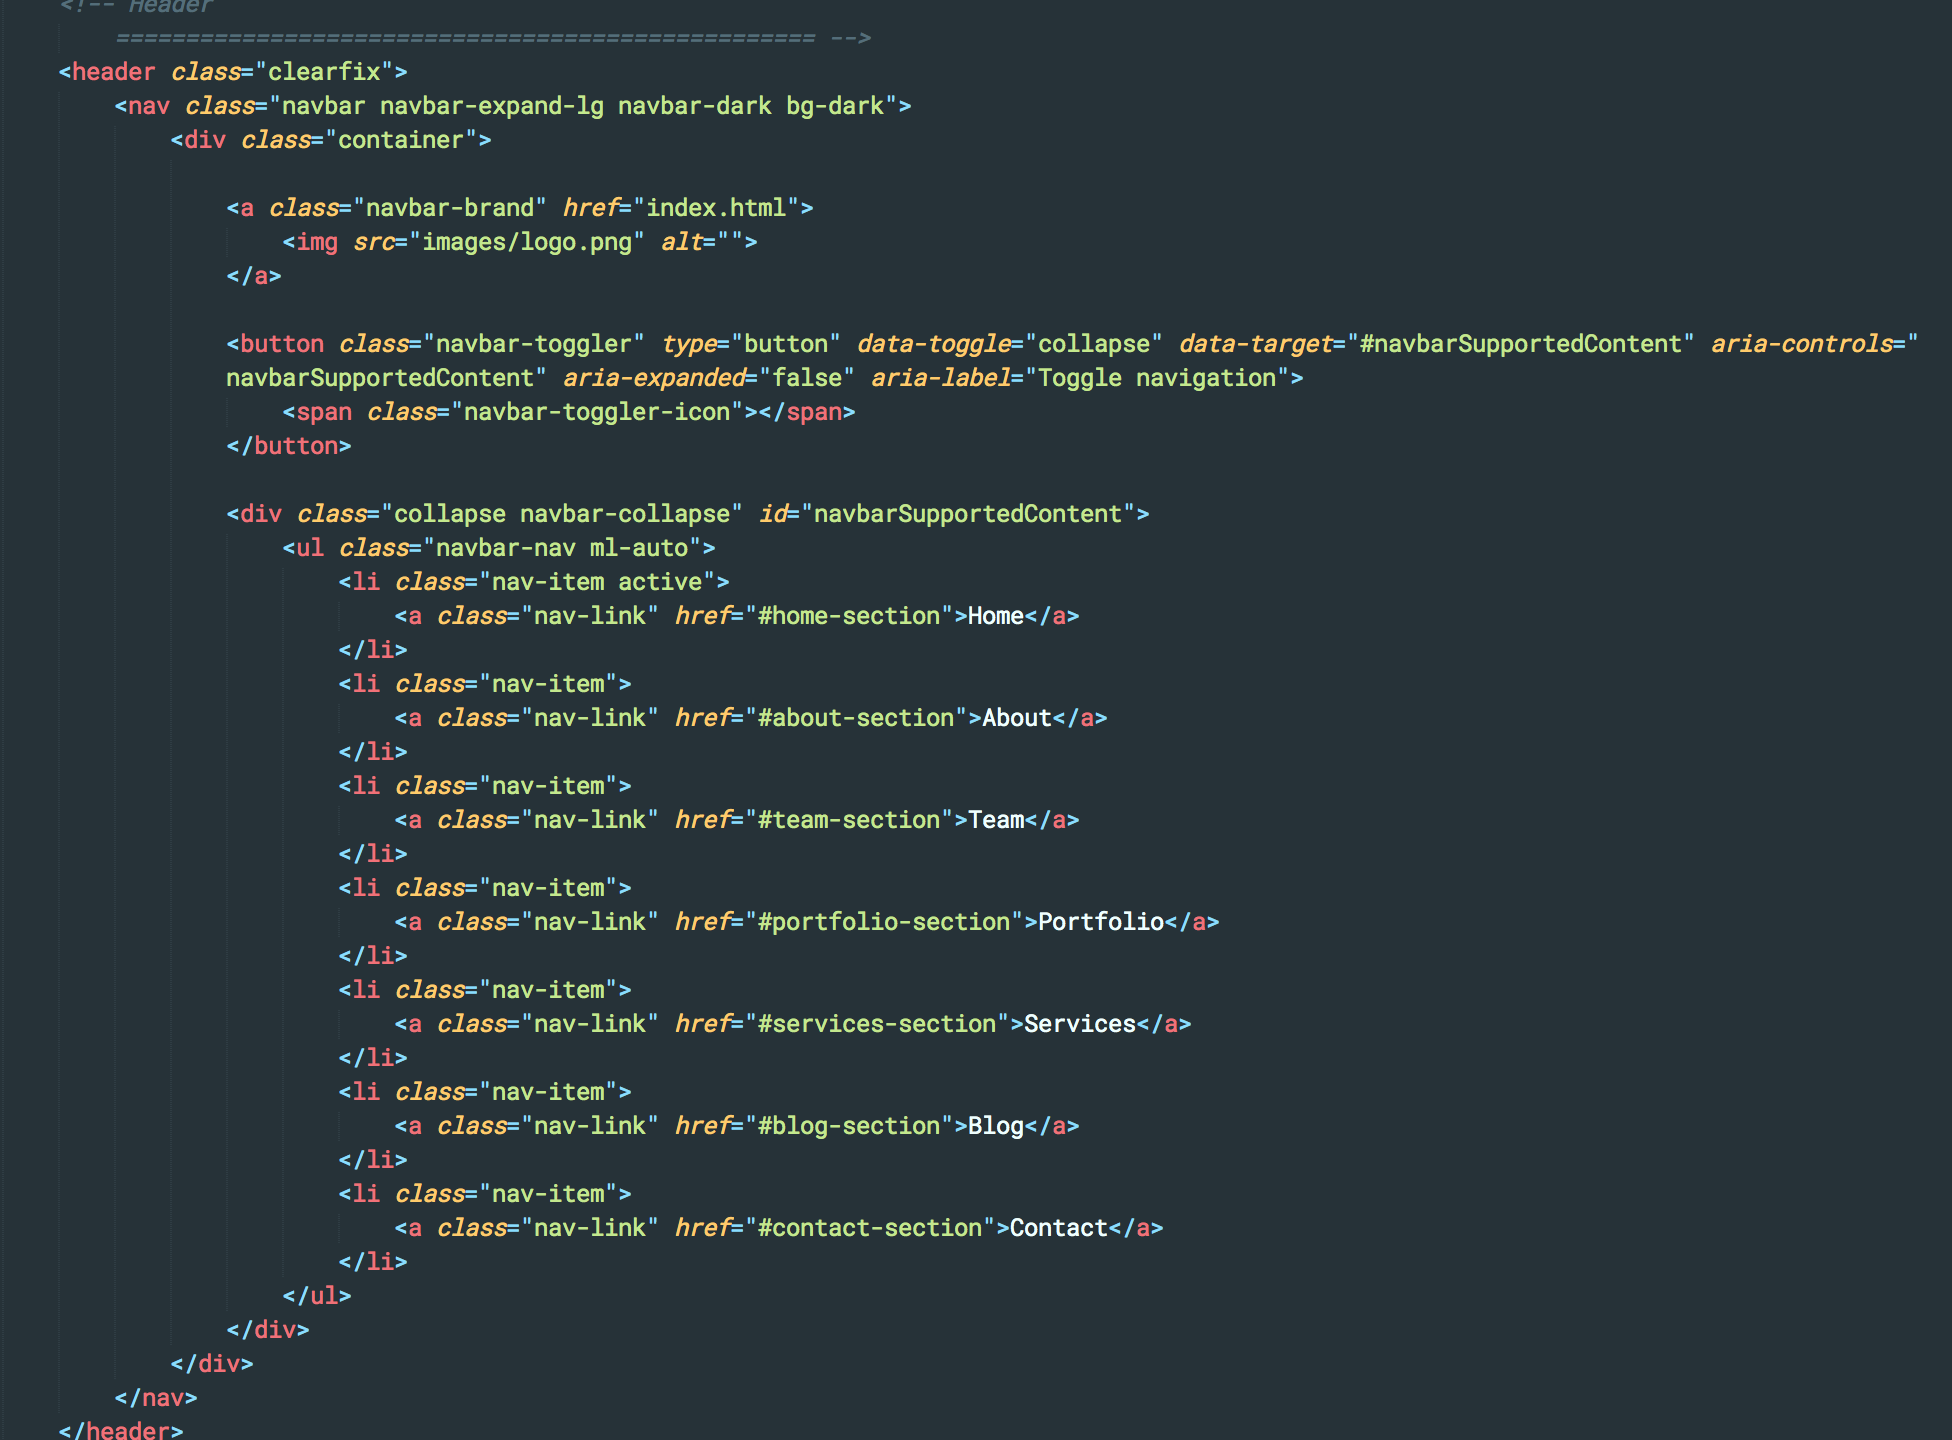 <!-- Header
================================================== -->
<header class="clearfix">
<nav class="navbar navbar-expand-lg navbar-dark bg-dark">
<div class="container">
<a class="navbar-brand" href="index.html">
<img src="images/logo.png" alt="">
</a>
<button class="navbar-toggler" type="button" data-toggle="collapse" data-target="#navbarSupportedContent" aria-controls="
navbarSupportedContent" aria-expanded="false" aria-label="Toggle navigation">
<span class="navbar-toggler-icon"></span>
</button>
<div class="collapse navbar-collapse" id="navbarSupportedContent">
<ul class="navbar-nav ml-auto">
<li class="nav-item active">
<a class="nav-link" href="#home-section">Home</a>
</li>
<li class="nav-item">
<a class="nav-link" href="#about-section">About</a>
</li>
<li class="nav-item">
<a class="nav-link" href="#team-section">Team</a>
</li>
<li class="nav-item">
<a class="nav-link" href="#portfolio-section">Portfolio</a>
</li>
<li class="nav-item">
<a class="nav-link" href="#services-section">Services</a>
</li>
<li class="nav-item">
<a class="nav-link" href="#blog-section">Blog</a>
</li>
<li class="nav-item">
<a class="nav-link" href="#contact-section">Contact</a>
</li>
</ul>
</div>
</div>
</nav>
</header>